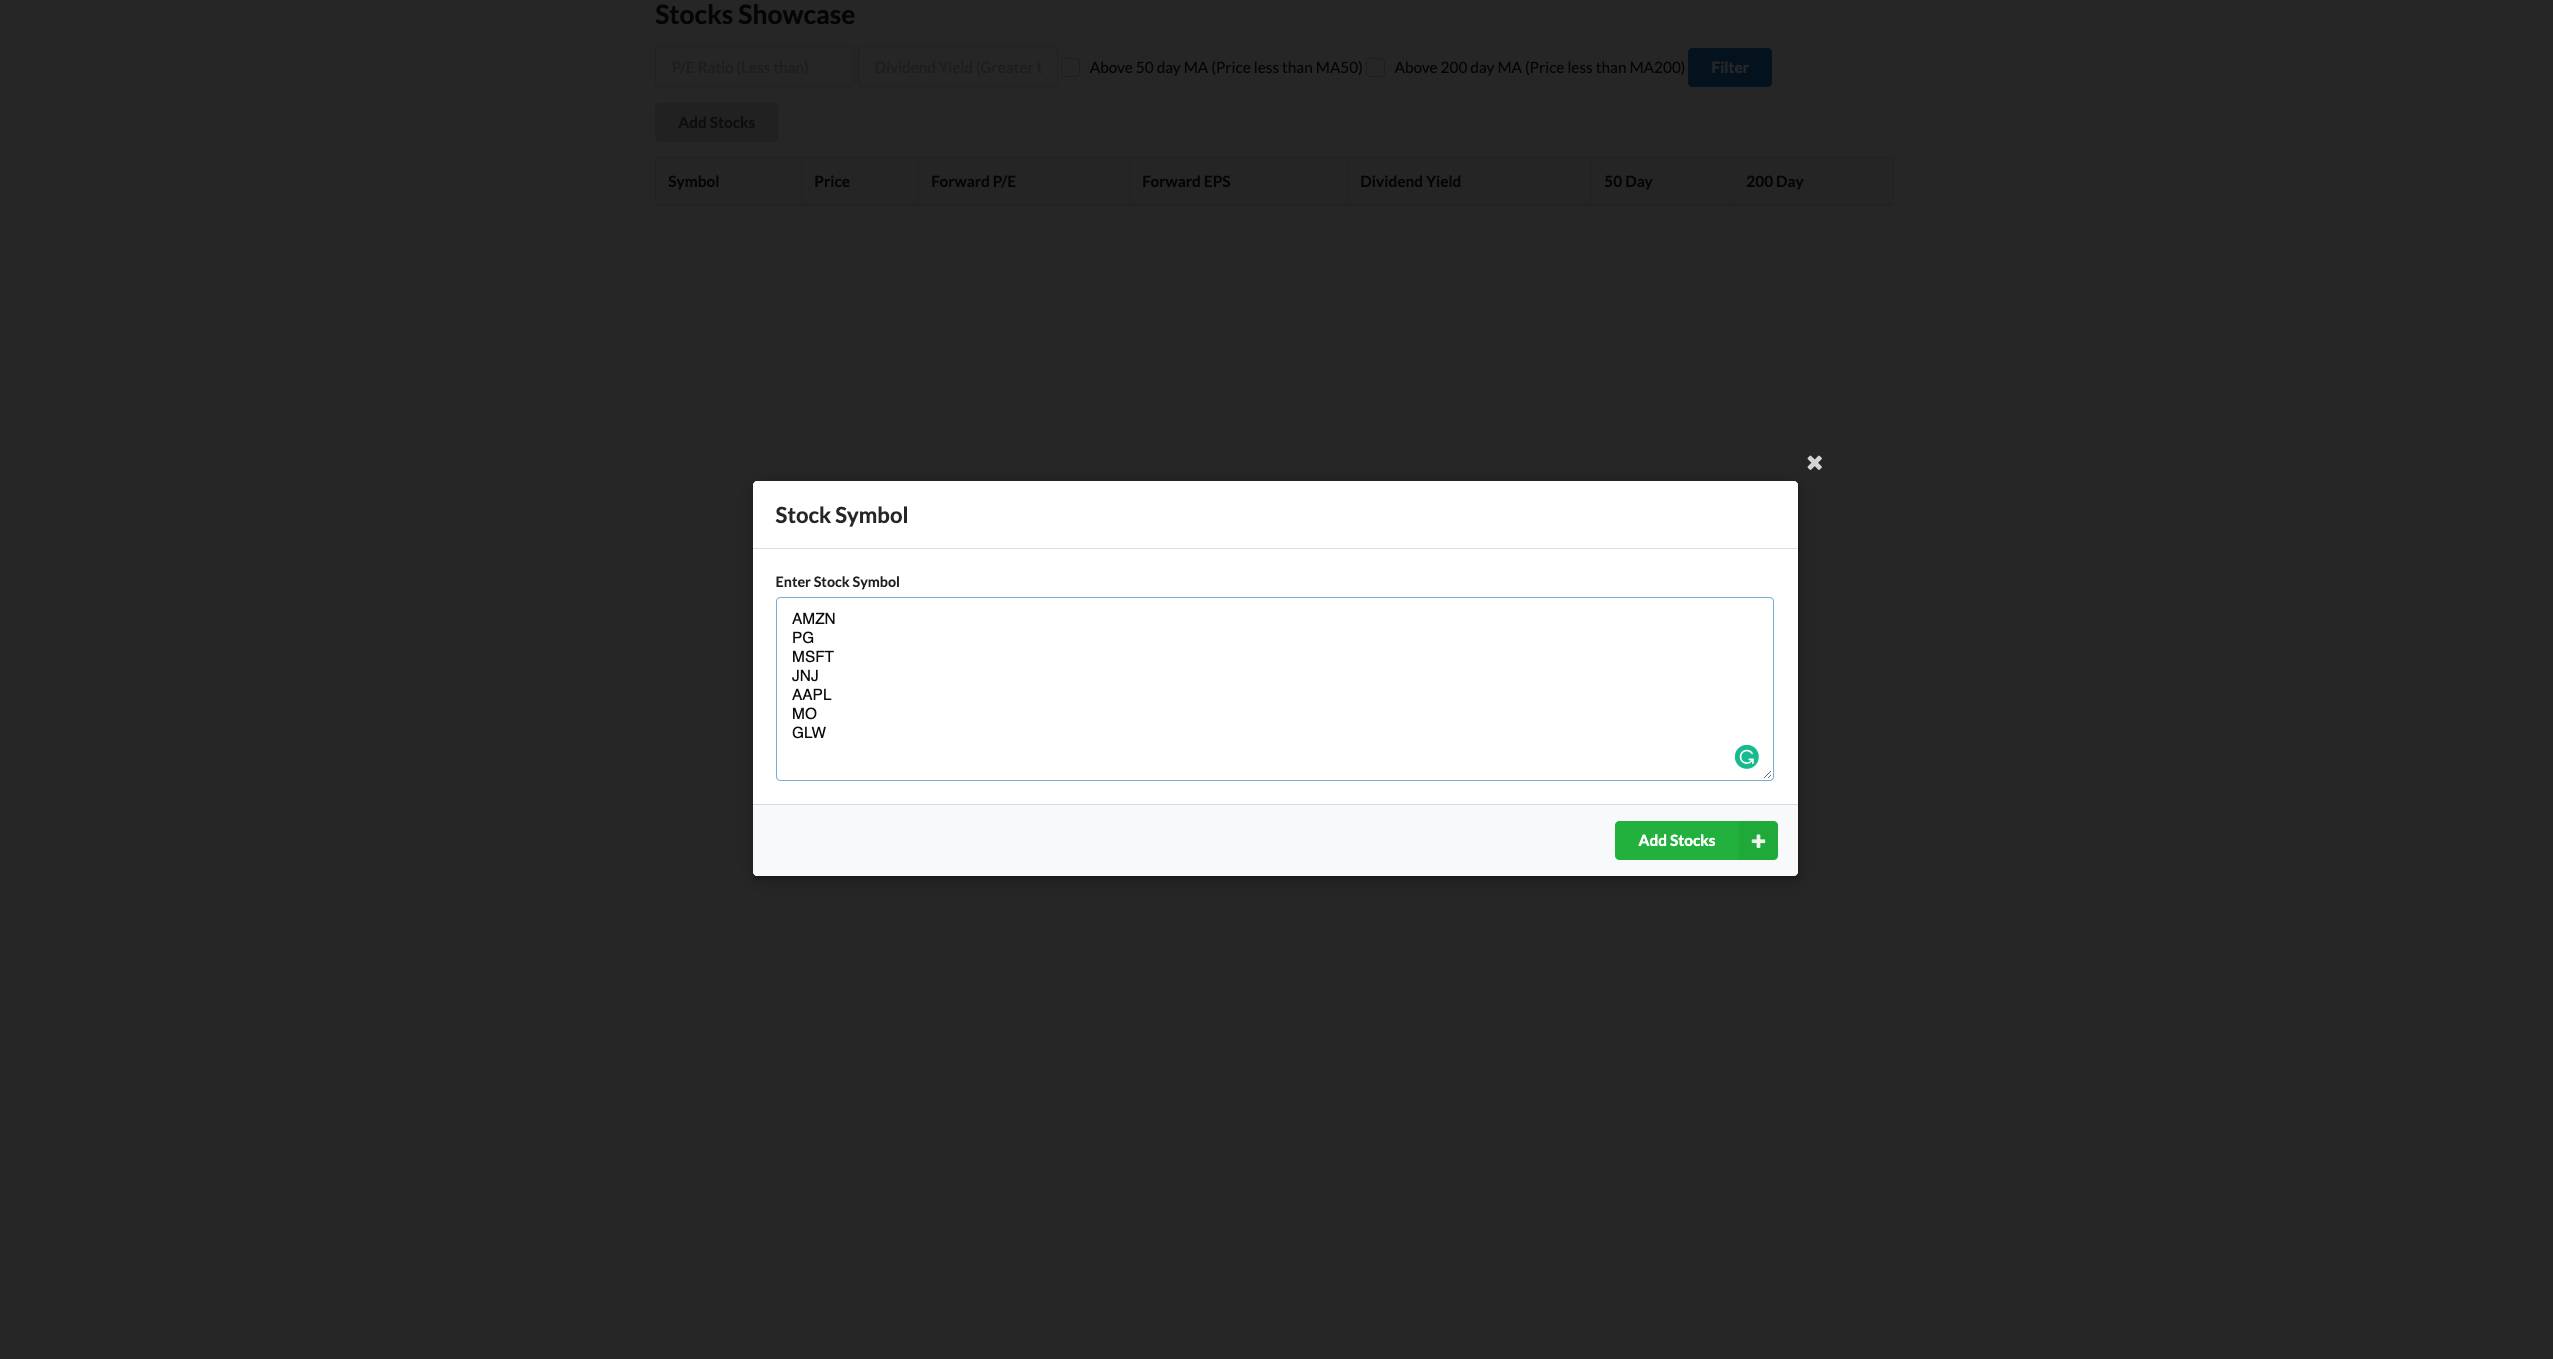 Stocks Showcase
P/E Ratio (Less than) Dividend Yield (Greater t Above 50 day MA (Price less than MA50) Above 200 day MA (Price less than MA200) Filter
Add Stocks
Symbol Price Forward P/E Forward EPS Dividend Yield 50 Day 200 Day
Stock Symbol
Enter Stock Symbol
AMZN
PG
MSFT
JNJ
AAPL
MO
GLW
Add Stocks